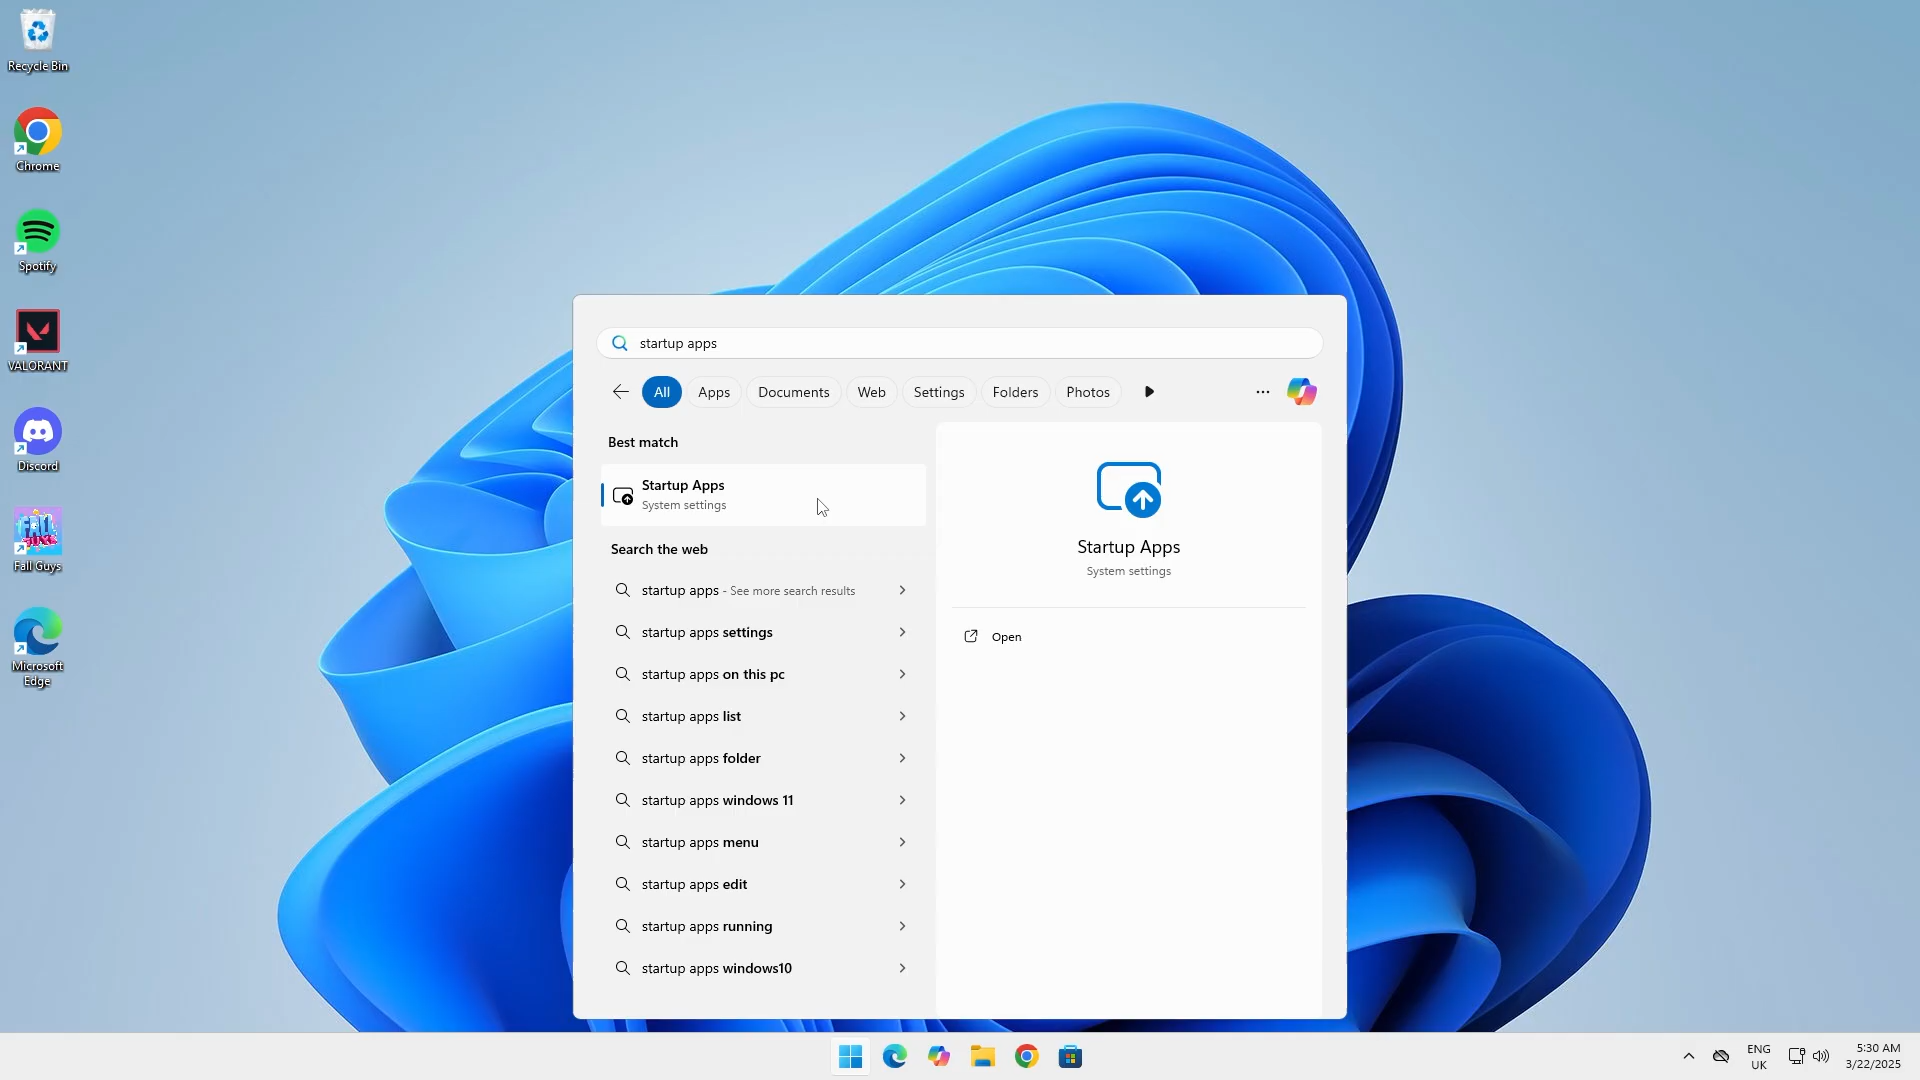 Recycle Bin
Chrome
Spotify
VALORANT
Discord
FALL GUYS
Fall Guys
Microsoft
Edge
startup apps
All
Apps
Documents
Web
Settings
Folders
Photos
Best match
Startup Apps
System settings
Search the web
startup apps - See more search results
startup apps settings
startup apps on this pc
startup apps list
startup apps folder
startup apps windows 11
startup apps menu
startup apps edit
startup apps running
startup apps windows10
Startup Apps
System settings
Open
ENG
UK
5:30 AM
3/22/2025